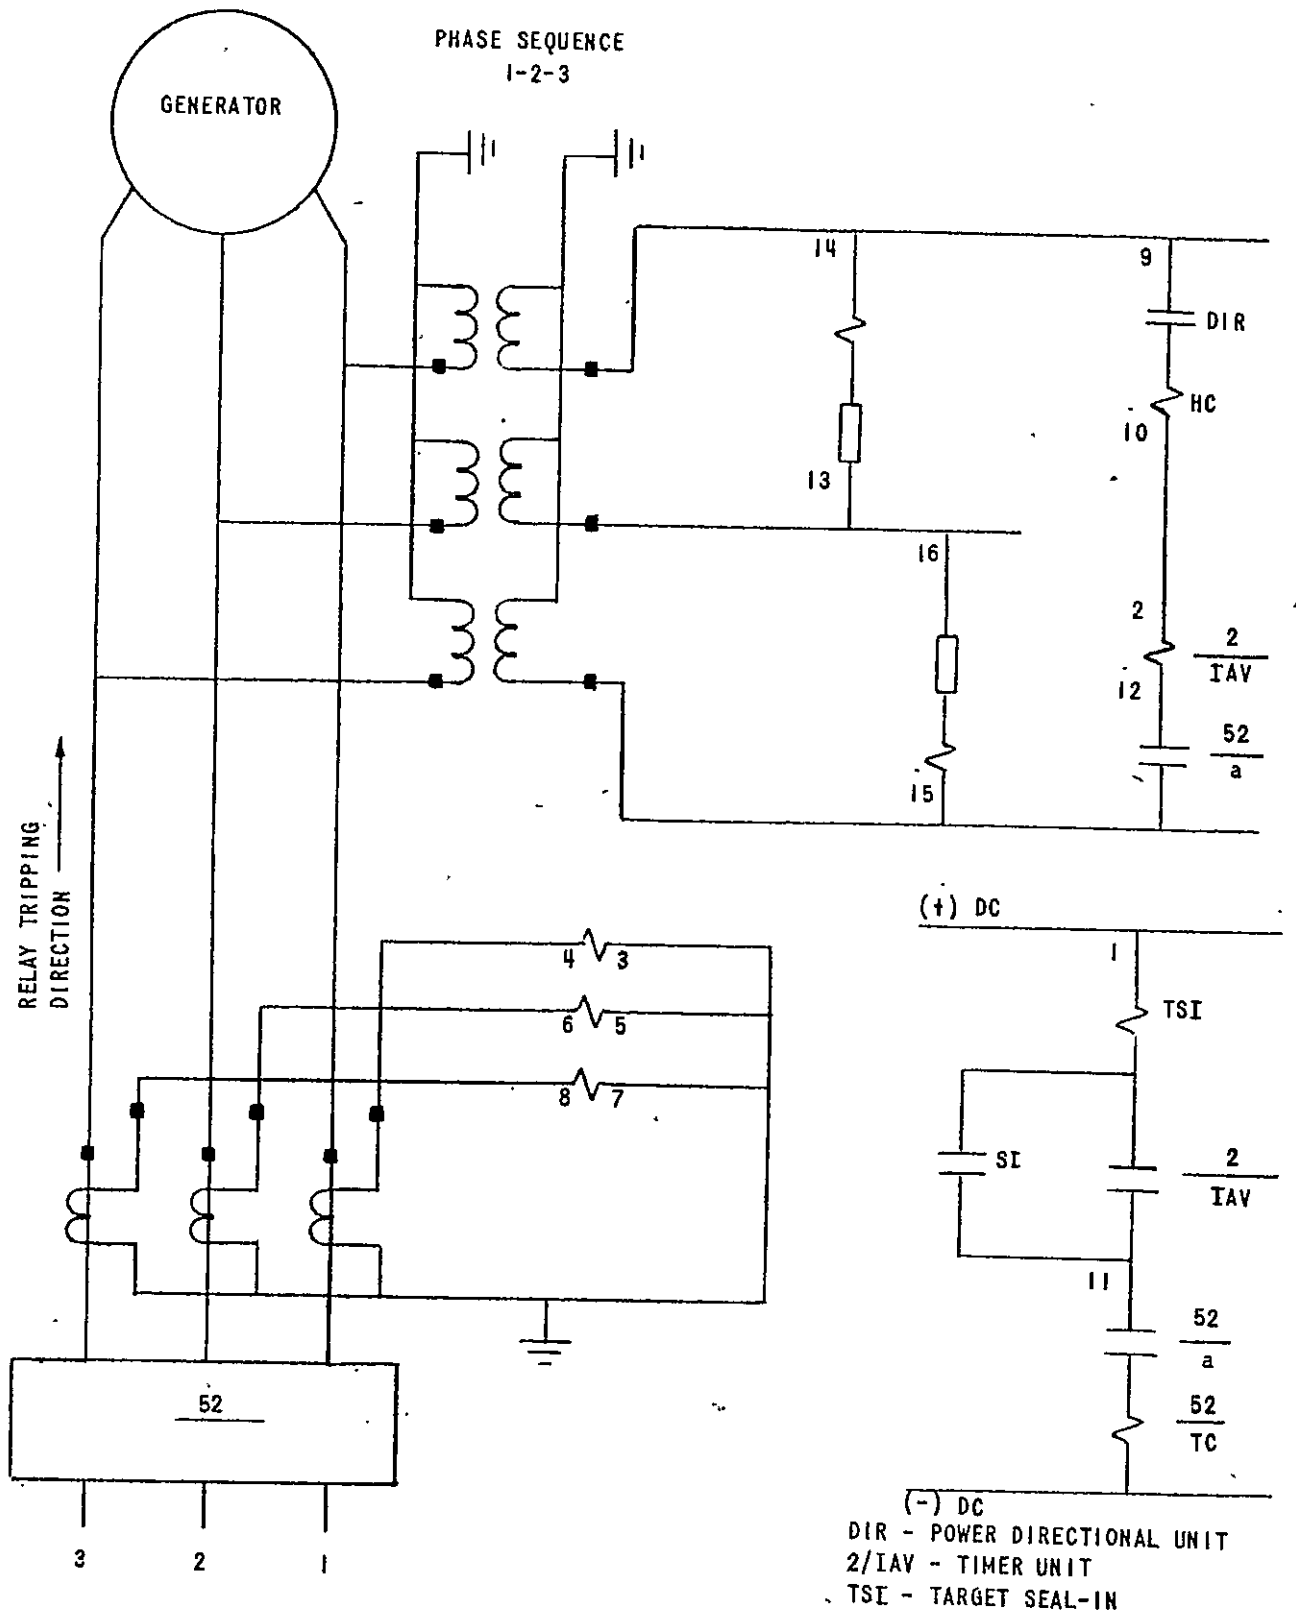 PHASE SEQUENCE
1-2-3
GENERATOR
14
9
DIR
HC
10
13
16
2
2
IAV
12
52
a
15
RELAY TRIPPING
DIRECTION
(+) DC
1
TSI
4
3
6
5
8
7
SI
2
IAV
11
52
a
52
52
TC
(-) DC
3
2
1
DIR - POWER DIRECTIONAL UNIT
2/IAV - TIMER UNIT
TSI - TARGET SEAL-IN